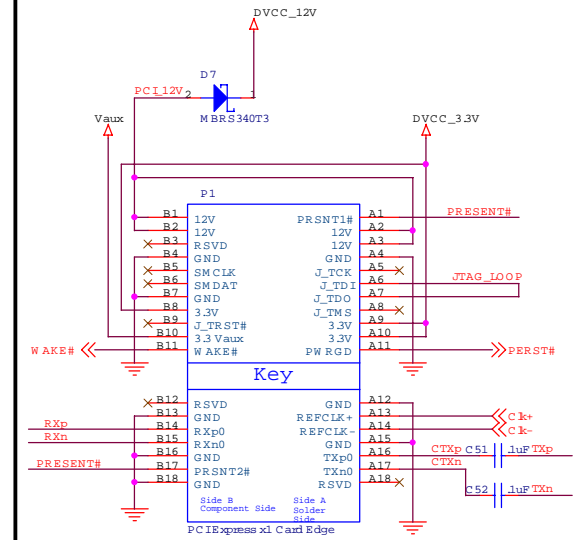 DVCC_12V
D7
PCI_12V 2 1
MBRS340T3
Vaux DVCC_3.3V
P1
B1 12V PRSNT1# A1 PRESENT#
B2 12V 12V A2
B3 RSVD 12V A3
B4 GND GND A4
B5 SMCLK J_TCK A5
B6 SMDAT J_TDI A6 JTAG_LOOP
B7 GND J_TDO A7
B8 3.3V J_TMS A8
B9 J_TRST# 3.3V A9
B10 3.3Vaux 3.3V A10
WAKE# B11 WAKE# PWRGD A11 PERST#
Key
B12 RSVD GND A12
B13 GND REFCLK+ A13 Clk+
RXp B14 RXp0 REFCLK- A14 Clk-
RXn B15 RXn0 GND A15
B16 GND TXp0 A16 CTXp C51 .1uF TXp
PRESENT# B17 PRSNT2# TXn0 A17 CTXn
B18 GND RSVD A18 C52 .1uF TXn
Side B Side A
Component Side Solder
Side
PCIExpress x1 Card Edge